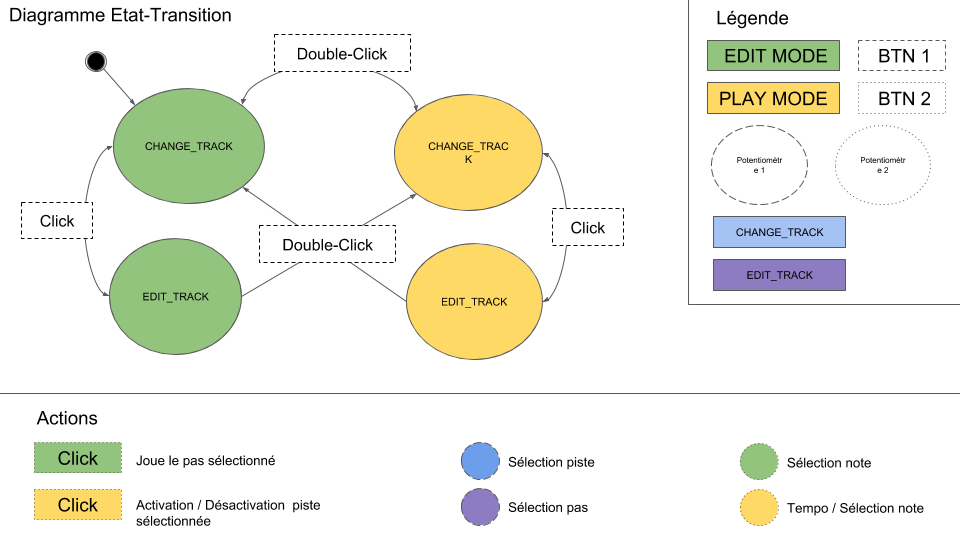 Diagramme Etat-Transition
Double-Click
CHANGE_TRACK
CHANGE_TRAC
K
Click
Double-Click
Click
EDIT_TRACK
EDIT_TRACK
Légende
EDIT MODE
BTN 1
PLAY MODE
BTN 2
Potentiomètr
e 1
Potentiomètr
e 2
CHANGE_TRACK
EDIT_TRACK
Actions
Click
Joue le pas sélectionné
Click
Activation / Désactivation piste
sélectionnée
Sélection piste
Sélection pas
Sélection note
Tempo / Sélection note